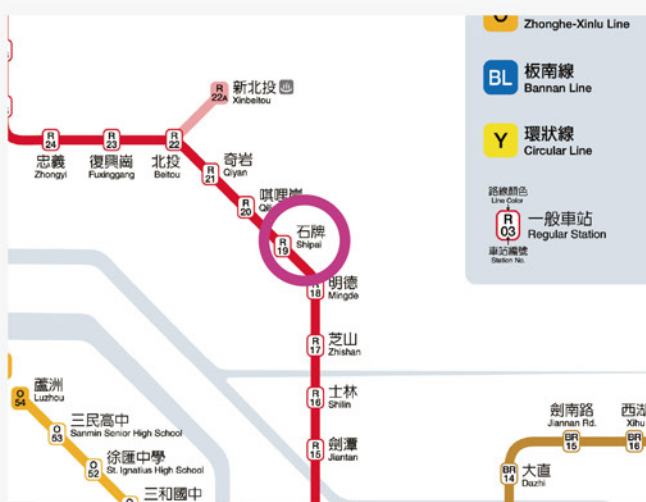 Zhonghe-Xinlu Line
BL
板南線
Bannan Line
Y
環狀線
Circular Line
路線顏色
Line Color
R
03
一般車站
Regular Station
車站編號
Station No.
R
22A
新北投
Xinbeitou
R
24
忠義
Zhongyi
R
23
復興崗
Fuxinggang
R
22
北投
Beitou
R
21
奇岩
Qiyan
R
20
唭哩
R
19
石牌
Shipai
R
18
明德
Mingde
R
17
芝山
Zhishan
R
16
士林
Shilin
R
15
劍潭
Jiantan
O
54
蘆洲
Luzhou
O
53
三民高中
Sanmin Senior High School
O
52
徐匯中學
St. Ignatius High School
三和國中
BR
15
劍南路
Jiannan Rd.
BR
16
西湖
Xihu
BR
14
大直
Dazhi